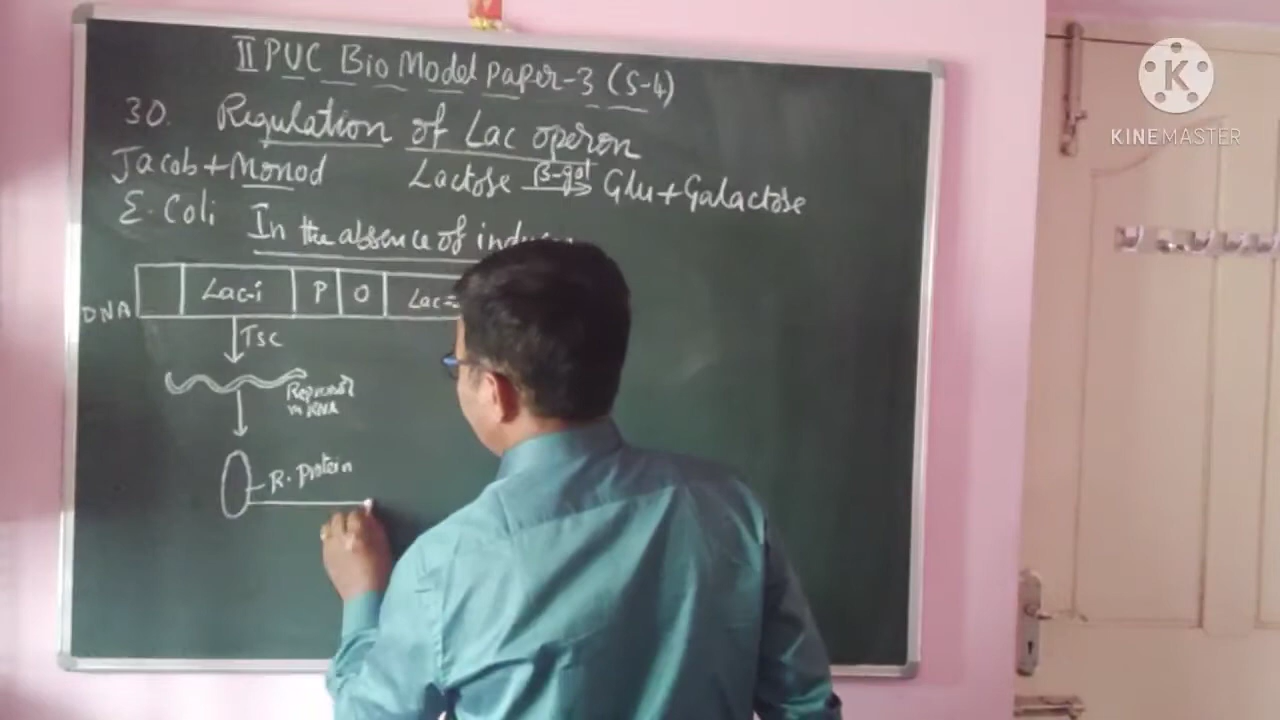 II PUC Bio Model Paper-3 (S-4)
30. Regulation of Lac operon
Jacob + Monod Lactose β-gal Glu + Galactose
E. Coli In the absence of
DNA Lac-i P O Lac-
Tsc
Repressor
mRNA
R. Protein
K
KINEMASTER